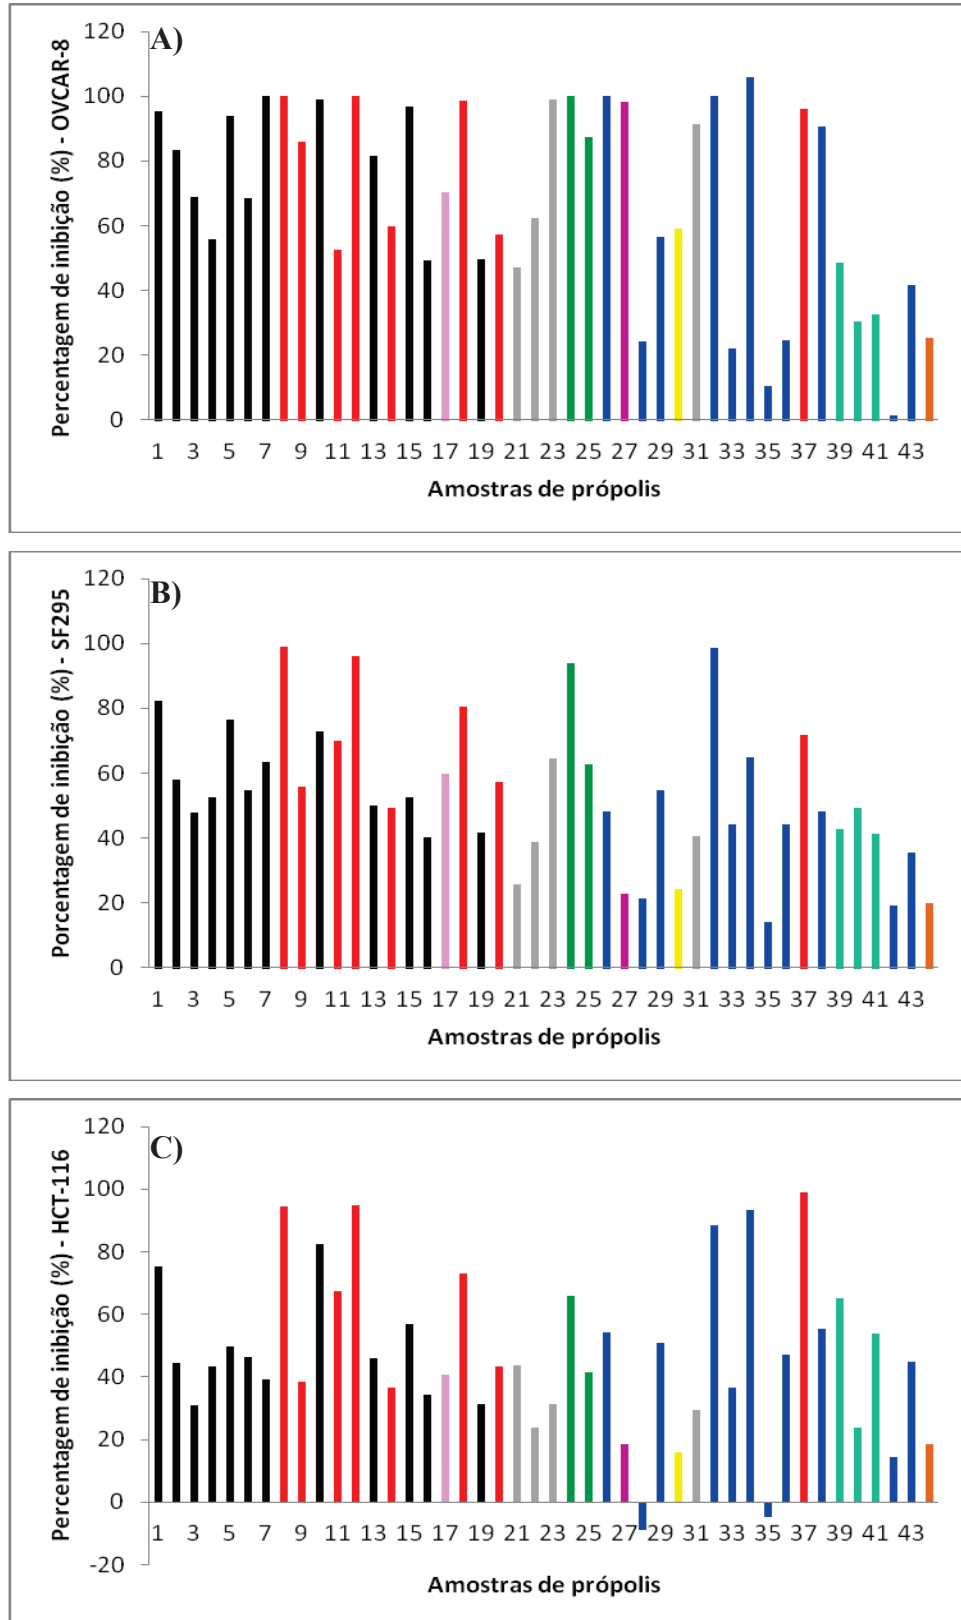 A)
Percentagem de inibição (%) - OVCAR-8
120
100
80
60
40
20
0
1 3 5 7 9 11 13 15 17 19 21 23 25 27 29 31 33 35 37 39 41 43
Amostras de própolis
B)
Porcentagem de inibição (%) - SF295
120
100
80
60
40
20
0
1 3 5 7 9 11 13 15 17 19 21 23 25 27 29 31 33 35 37 39 41 43
Amostras de própolis
C)
Percentagem de inibição (%) - HCT-116
120
100
80
60
40
20
0
-20
1 3 5 7 9 11 13 15 17 19 21 23 25 27 29 31 33 35 37 39 41 43
Amostras de própolis